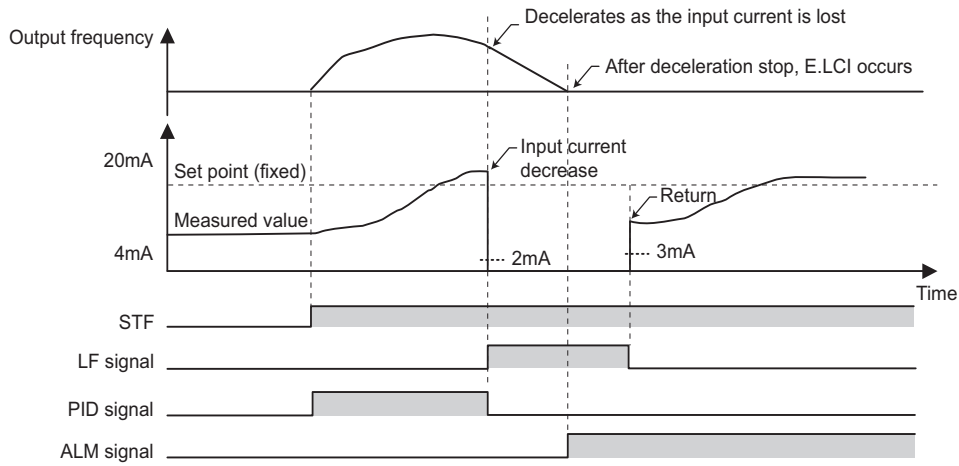 Decelerates as the input current is lost
Output frequency
After deceleration stop, E.LCI occurs
20mA
Input current
decrease
Set point (fixed)
Return
Measured value
4mA
2mA
3mA
Time
STF
LF signal
PID signal
ALM signal